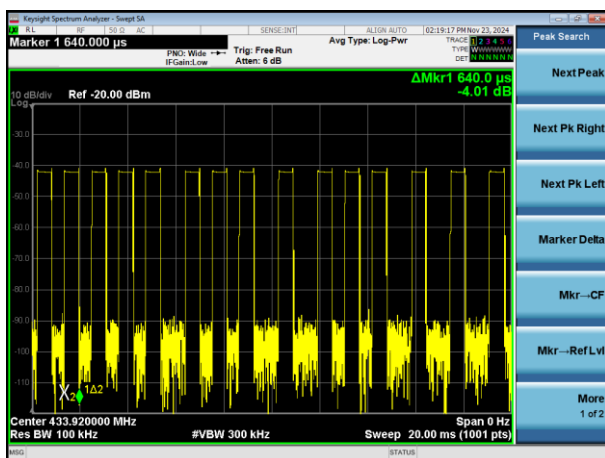 Keysight Spectrum Analyzer - Swept SA
RL RF 50 Ω AC SENSE:INT ALIGN AUTO 02:19:17 PM Nov 23, 2024
Marker 1 640.000 µs
PNO: Wide
IFGain:Low
Trig: Free Run
Atten: 6 dB
Avg Type: Log-Pwr
TRACE 1 2 3 4 5 6
TYPE WWWWWW
DET NNNNNN
ΔMkr1 640.0 µs
-4.01 dB
10 dB/div
Log
Ref -20.00 dBm
-30.0
-40.0
-50.0
-60.0
-70.0
-80.0
-90.0
-100
-110
X2
1Δ2
Center 433.920000 MHz
Span 0 Hz
Res BW 100 kHz
#VBW 300 kHz
Sweep 20.00 ms (1001 pts)
MSG
STATUS
Peak Search
Next Peak
Next Pk Right
Next Pk Left
Marker Delta
Mkr→CF
Mkr→Ref Lvl
More
1 of 2